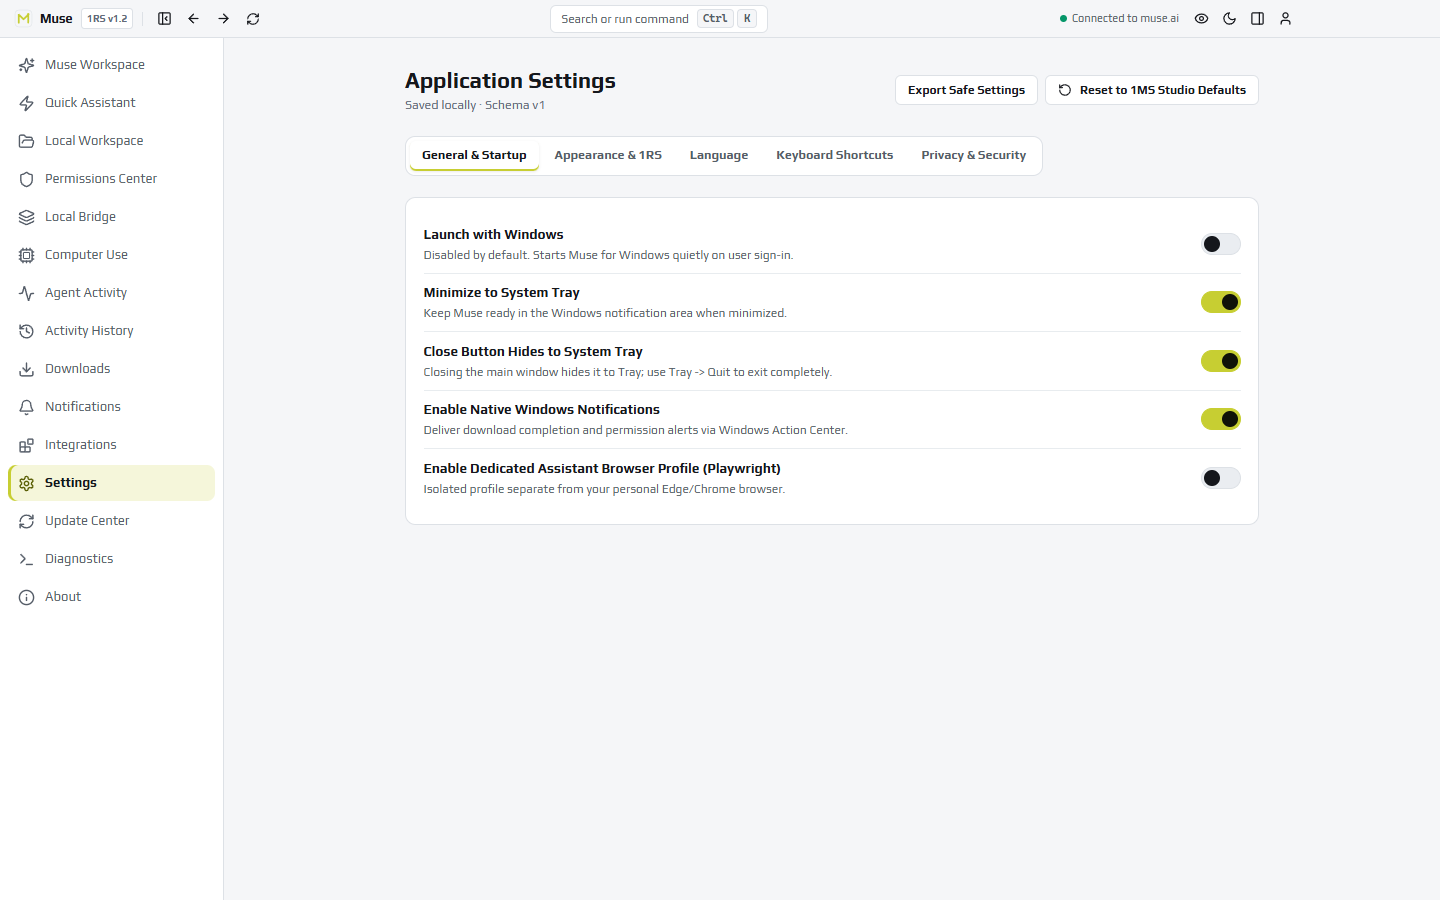 Muse 1RS v1.2
Search or run command Ctrl K
Connected to muse.ai
Muse Workspace
Quick Assistant
Local Workspace
Permissions Center
Local Bridge
Computer Use
Agent Activity
Activity History
Downloads
Notifications
Integrations
Settings
Update Center
Diagnostics
About
Application Settings
Saved locally · Schema v1
Export Safe Settings
Reset to 1MS Studio Defaults
General & Startup
Appearance & 1RS
Language
Keyboard Shortcuts
Privacy & Security
Launch with Windows
Disabled by default. Starts Muse for Windows quietly on user sign-in.
Minimize to System Tray
Keep Muse ready in the Windows notification area when minimized.
Close Button Hides to System Tray
Closing the main window hides it to Tray; use Tray -> Quit to exit completely.
Enable Native Windows Notifications
Deliver download completion and permission alerts via Windows Action Center.
Enable Dedicated Assistant Browser Profile (Playwright)
Isolated profile separate from your personal Edge/Chrome browser.